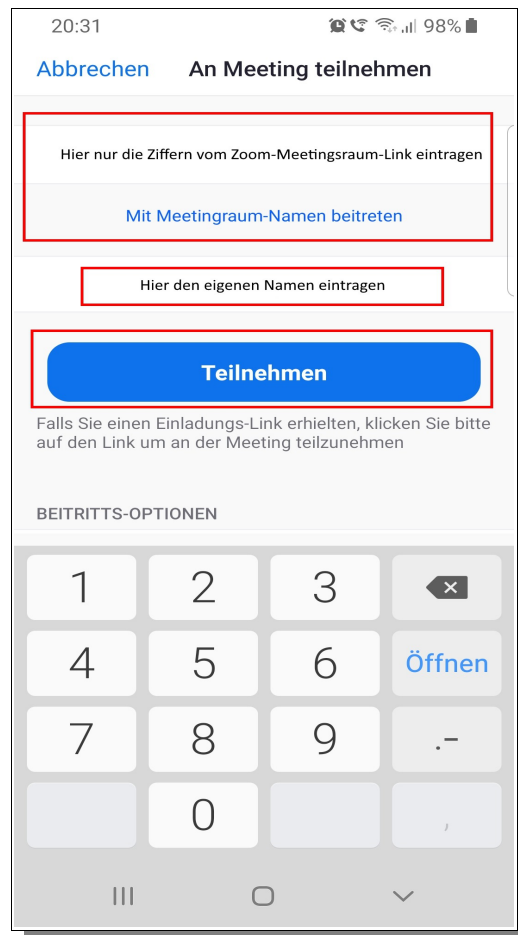 20:31 98%
Abbrechen An Meeting teilnehmen
Hier nur die Ziffern vom Zoom-Meetingsraum-Link eintragen
Mit Meetingraum-Namen beitreten
Hier den eigenen Namen eintragen
Teilnehmen
Falls Sie einen Einladungs-Link erhielten, klicken Sie bitte
auf den Link um an der Meeting teilzunehmen
BEITRITTS-OPTIONEN
1 2 3
4 5 6 Öffnen
7 8 9 .-
0 ,